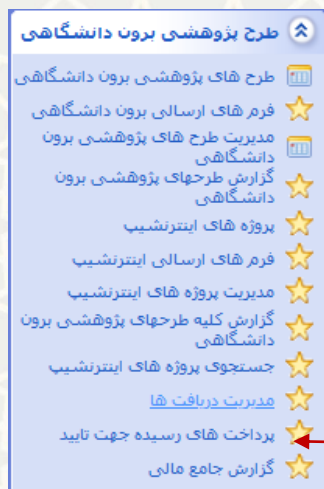 طرح پژوهشی برون دانشگاهی
طرح های پژوهشی برون دانشگاهی
فرم های ارسالی برون دانشگاهی
مدیریت طرح های پژوهشی برون
دانشگاهی
گزارش طرحهای پژوهشی برون
دانشگاهی
پروژه های اینترنشیپ
فرم های ارسالی اینترنشیپ
مدیریت پروژه های اینترنشیپ
گزارش کلیه طرحهای پژوهشی برون
دانشگاهی
جستجوی پروژه های اینترنشیپ
مدیریت دریافت ها
پرداخت های رسیده جهت تایید
گزارش جامع مالی